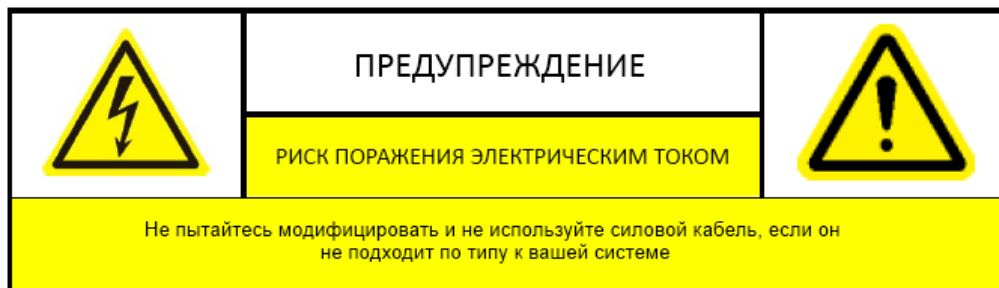 ПРЕДУПРЕЖДЕНИЕ
РИСК ПОРАЖЕНИЯ ЭЛЕКТРИЧЕСКИМ ТОКОМ
Не пытайтесь модифицировать и не используйте силовой кабель, если он
не подходит по типу к вашей системе